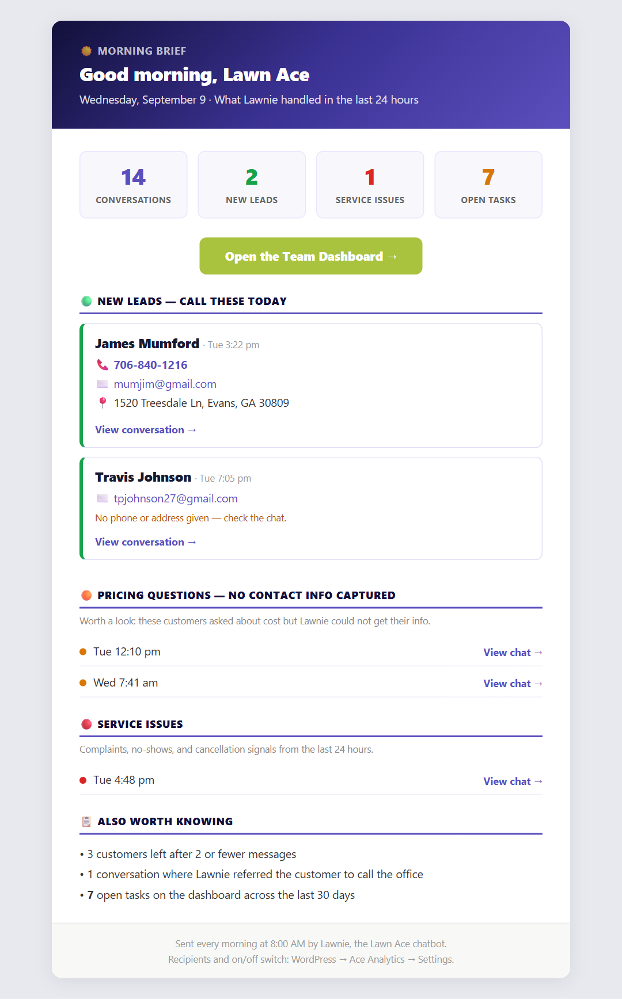 MORNING BRIEF
Good morning, Lawn Ace
Wednesday, September 9 · What Lawnie handled in the last 24 hours
14
CONVERSATIONS
2
NEW LEADS
1
SERVICE ISSUES
7
OPEN TASKS
Open the Team Dashboard →
NEW LEADS — CALL THESE TODAY
James Mumford · Tue 3:22 pm
706-840-1216
mumjim@gmail.com
1520 Treesdale Ln, Evans, GA 30809
View conversation →
Travis Johnson · Tue 7:05 pm
tpjohnson27@gmail.com
No phone or address given — check the chat.
View conversation →
PRICING QUESTIONS — NO CONTACT INFO CAPTURED
Worth a look: these customers asked about cost but Lawnie could not get their info.
Tue 12:10 pm View chat →
Wed 7:41 am View chat →
SERVICE ISSUES
Complaints, no-shows, and cancellation signals from the last 24 hours.
Tue 4:48 pm View chat →
ALSO WORTH KNOWING
• 3 customers left after 2 or fewer messages
• 1 conversation where Lawnie referred the customer to call the office
• 7 open tasks on the dashboard across the last 30 days
Sent every morning at 8:00 AM by Lawnie, the Lawn Ace chatbot.
Recipients and on/off switch: WordPress → Ace Analytics → Settings.